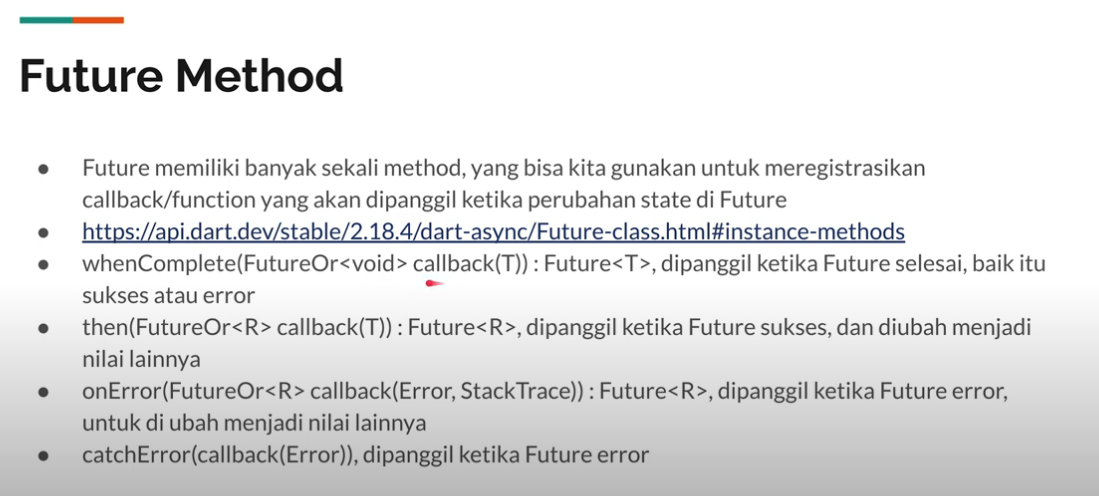 Future Method
● Future memiliki banyak sekali method, yang bisa kita gunakan untuk meregistrasikan
callback/function yang akan dipanggil ketika perubahan state di Future
● https://api.dart.dev/stable/2.18.4/dart-async/Future-class.html#instance-methods
● whenComplete(FutureOr<void> callback(T)) : Future<T>, dipanggil ketika Future selesai, baik itu
sukses atau error
● then(FutureOr<R> callback(T)) : Future<R>, dipanggil ketika Future sukses, dan diubah menjadi
nilai lainnya
● onError(FutureOr<R> callback(Error, StackTrace)) : Future<R>, dipanggil ketika Future error,
untuk di ubah menjadi nilai lainnya
● catchError(callback(Error)), dipanggil ketika Future error